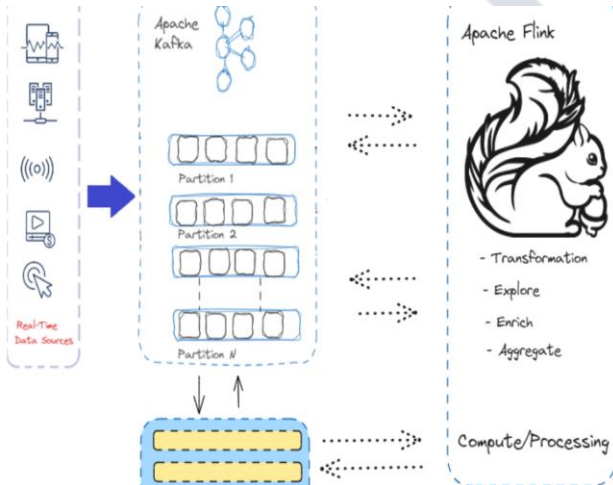 Apache
Kafka
Partition 1
Partition 2
Partition N
Real-Time
Data Sources
Apache Flink
- Transformation
- Explore
- Enrich
- Aggregate
Compute/Processing